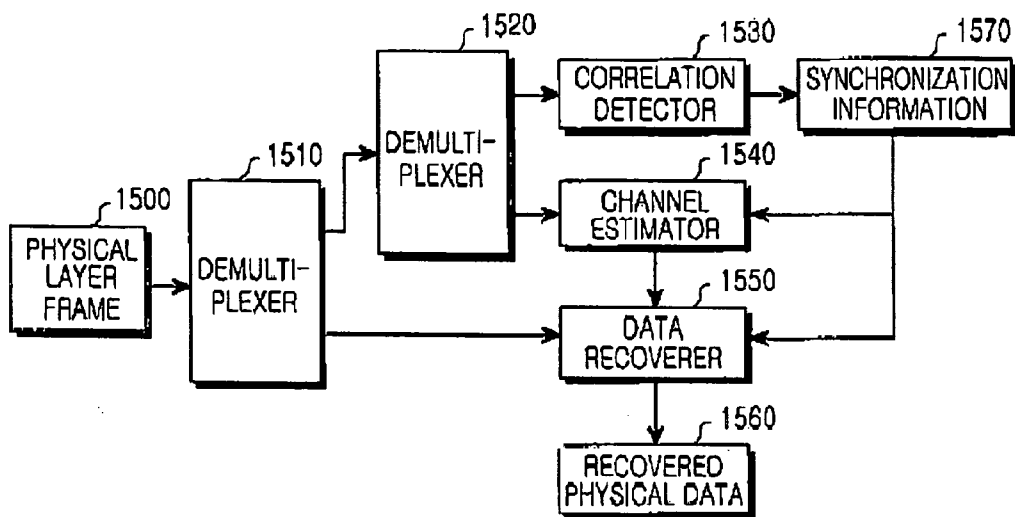 1500
PHYSICAL
LAYER
FRAME
1510
DEMULTI-
PLEXER
1520
DEMULTI-
PLEXER
1530
CORRELATION
DETECTOR
1570
SYNCHRONIZATION
INFORMATION
1540
CHANNEL
ESTIMATOR
1550
DATA
RECOVERER
1560
RECOVERED
PHYSICAL DATA